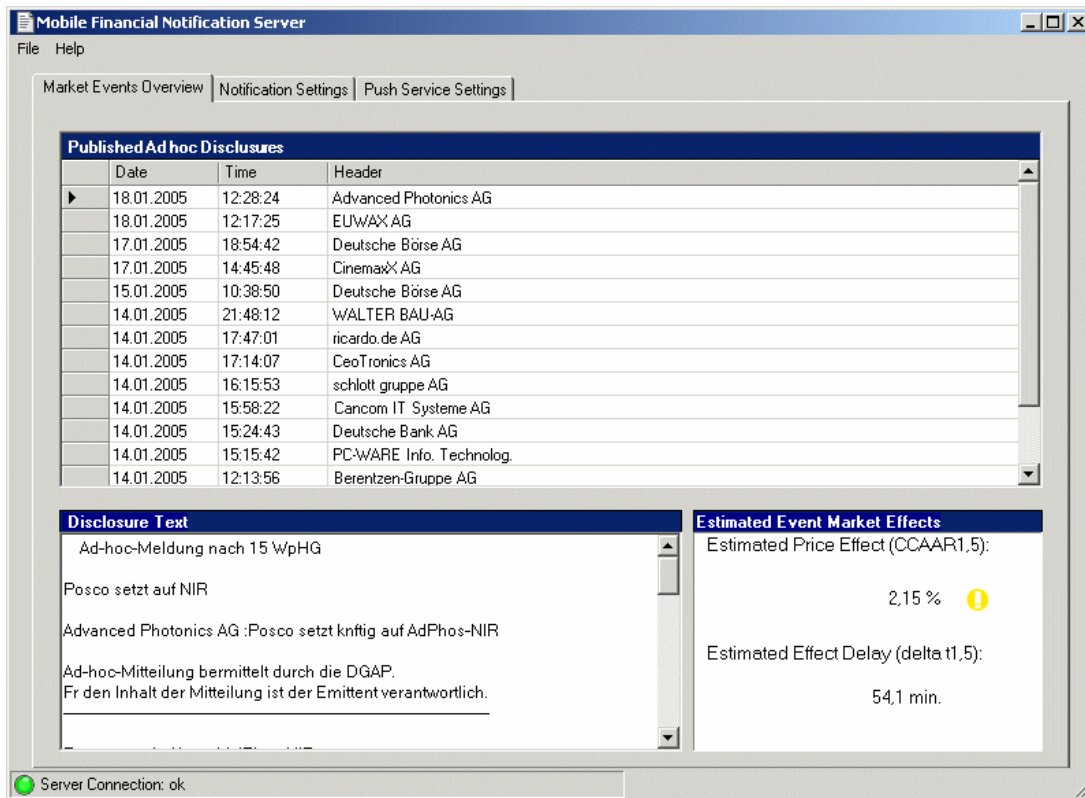 Mobile Financial Notification Server
File Help
Market Events Overview Notification Settings Push Service Settings
Published Ad hoc Disclusures
Date Time Header
18.01.2005 12:28:24 Advanced Photonics AG
18.01.2005 12:17:25 EUWAX AG
17.01.2005 18:54:42 Deutsche Börse AG
17.01.2005 14:45:48 CinemaxX AG
15.01.2005 10:38:50 Deutsche Börse AG
14.01.2005 21:48:12 WALTER BAU-AG
14.01.2005 17:47:01 ricardo.de AG
14.01.2005 17:14:07 CeoTronics AG
14.01.2005 16:15:53 schlott gruppe AG
14.01.2005 15:58:22 Cancom IT Systeme AG
14.01.2005 15:24:43 Deutsche Bank AG
14.01.2005 15:15:42 PC-WARE Info. Technolog.
14.01.2005 12:13:56 Berentzen-Gruppe AG
Disclosure Text
Ad-hoc-Meldung nach 15 WpHG
Posco setzt auf NIR
Advanced Photonics AG :Posco setzt knftig auf AdPhos-NIR
Ad-hoc-Mitteilung bermittelt durch die DGAP.
Fr den Inhalt der Mitteilung ist der Emittent verantwortlich.
Estimated Event Market Effects
Estimated Price Effect (CCAAR1,5):
2,15 %
Estimated Effect Delay (delta t1,5):
54,1 min.
Server Connection: ok